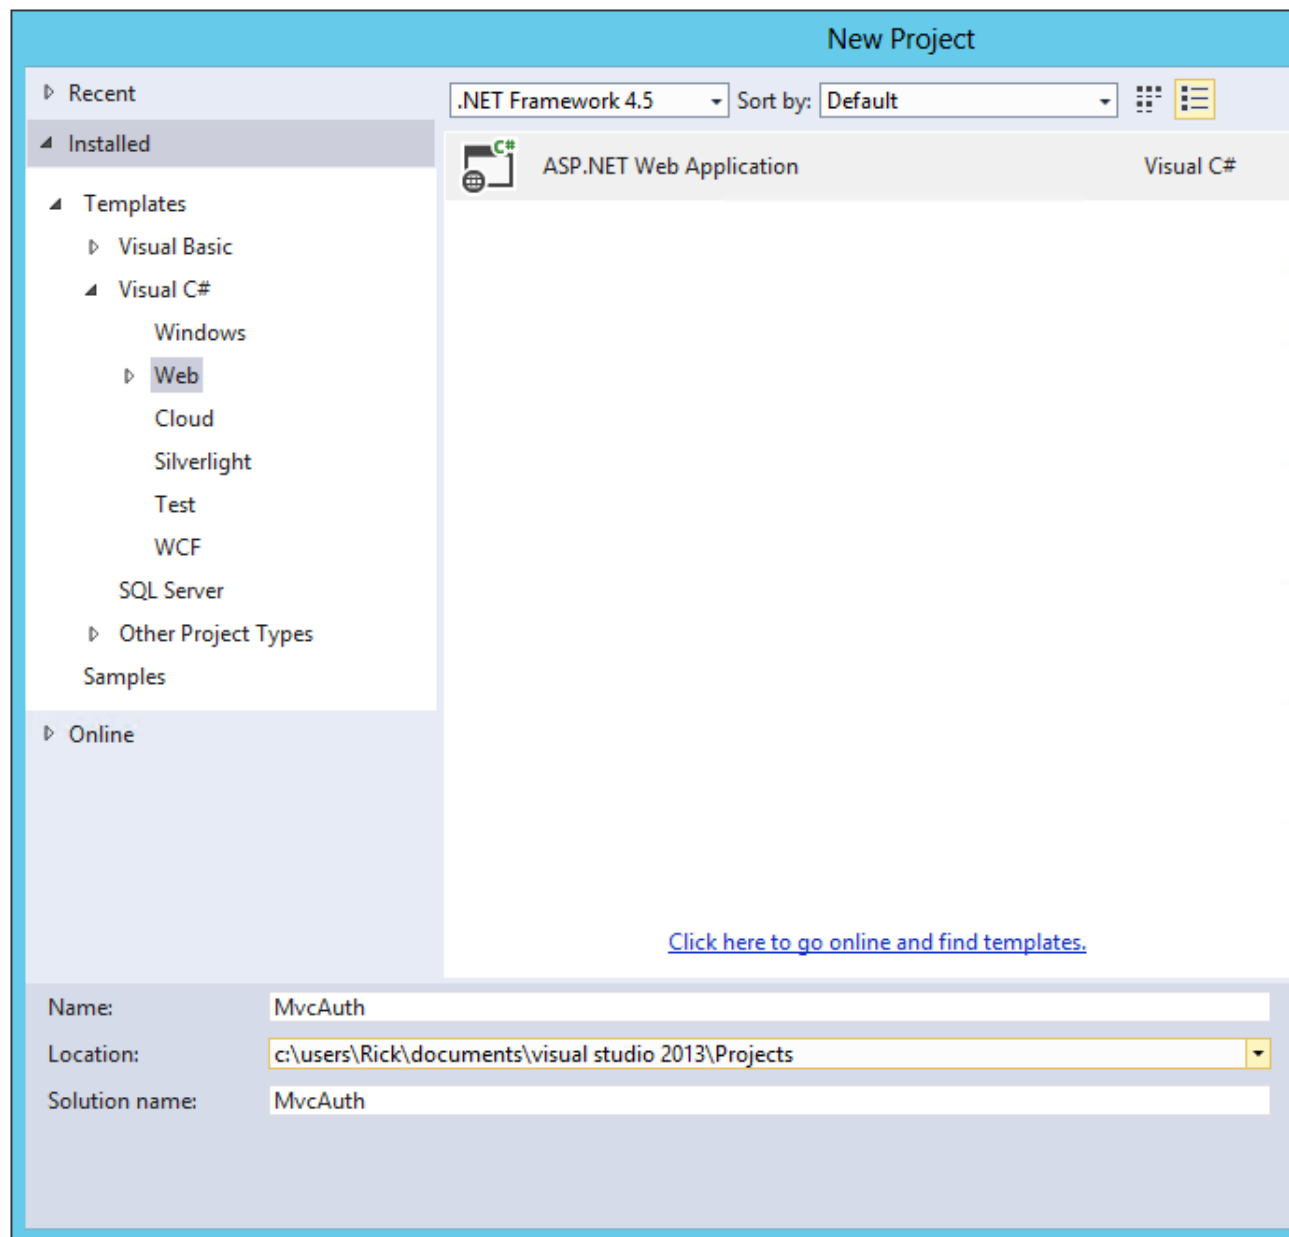 New Project
Recent
Installed
Templates
Visual Basic
Visual C#
Windows
Web
Cloud
Silverlight
Test
WCF
SQL Server
Other Project Types
Samples
Online
.NET Framework 4.5 Sort by: Default
C# ASP.NET Web Application Visual C#
Click here to go online and find templates.
Name: MvcAuth
Location: c:\users\Rick\documents\visual studio 2013\Projects
Solution name: MvcAuth